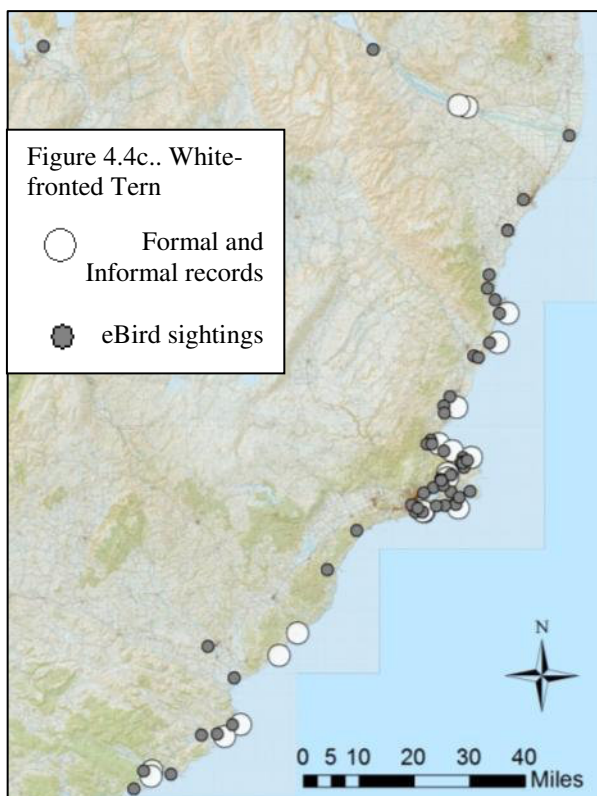 Figure 4.4c.. White-
fronted Tern
Formal and
Informal records
eBird sightings
N
0 5 10 20 30 40
Miles